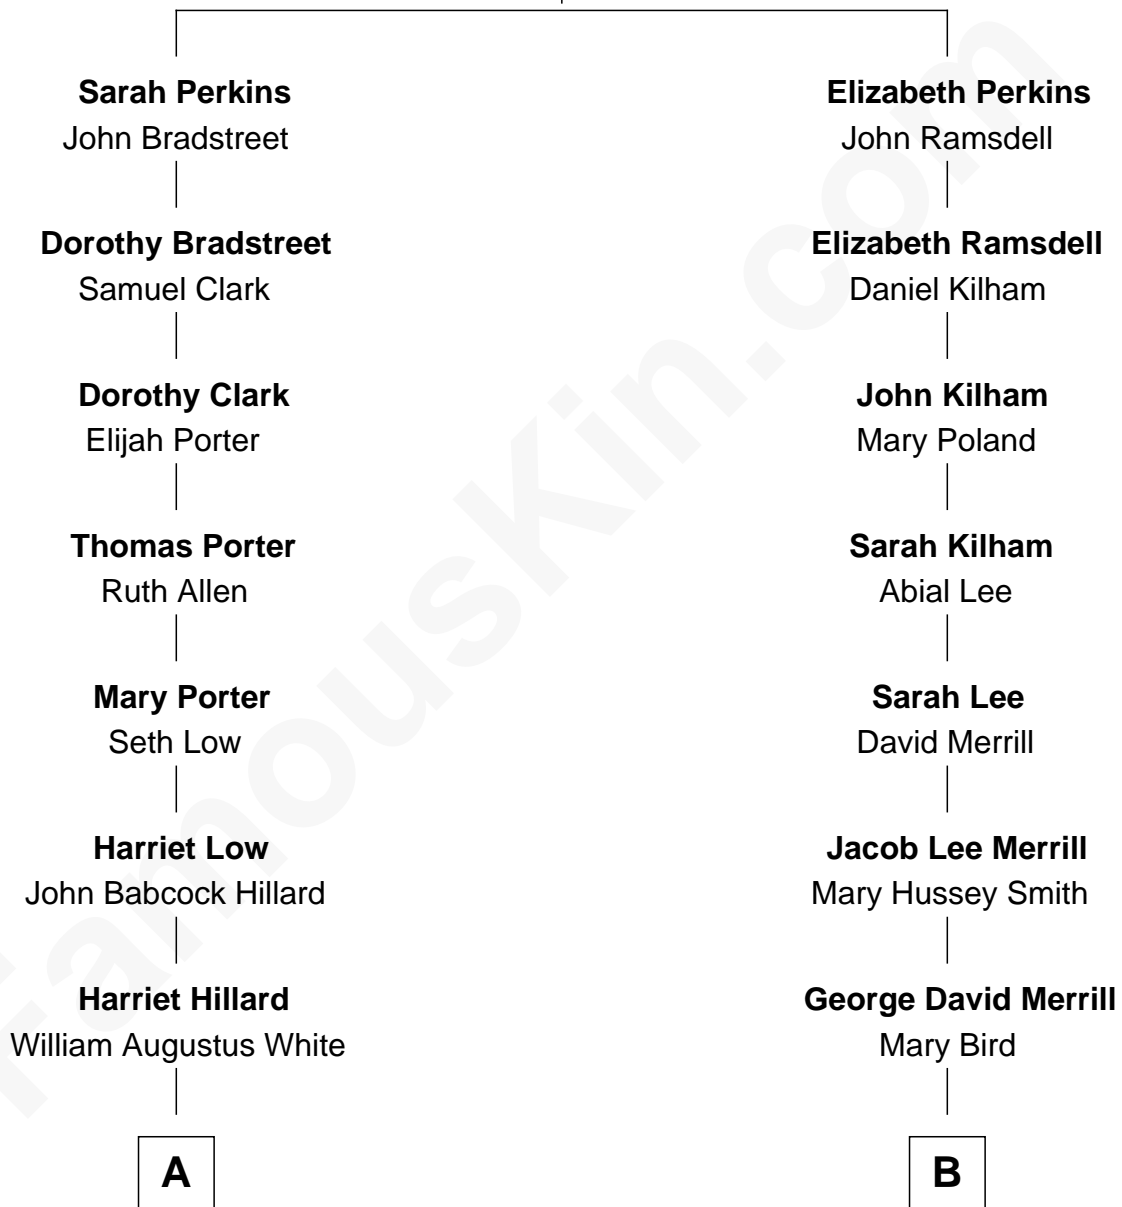 Sarah Perkins
John Bradstreet
Elizabeth Perkins
John Ramsdell
Dorothy Bradstreet
Samuel Clark
Elizabeth Ramsdell
Daniel Kilham
Dorothy Clark
Elijah Porter
John Kilham
Mary Poland
Thomas Porter
Ruth Allen
Sarah Kilham
Abial Lee
Mary Porter
Seth Low
Sarah Lee
David Merrill
Harriet Low
John Babcock Hillard
Jacob Lee Merrill
Mary Hussey Smith
Harriet Hillard
William Augustus White
George David Merrill
Mary Bird
A
B
FamousKin.com